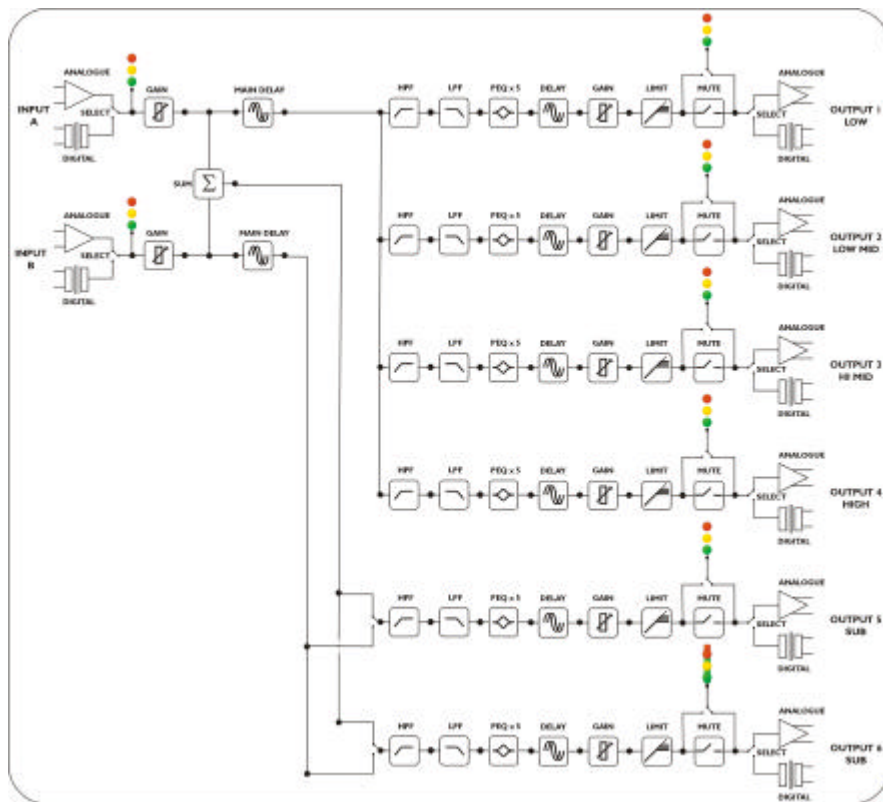 ANALOGUE
INPUT
A
SELECT
DIGITAL
GAIN
MAIN DELAY
HPF
LPF
PEQ x 5
DELAY
GAIN
LIMIT
MUTE
SELECT
ANALOGUE
DIGITAL
OUTPUT 1
LOW
SUM
Σ
ANALOGUE
INPUT
B
SELECT
DIGITAL
GAIN
MAIN DELAY
HPF
LPF
PEQ x 5
DELAY
GAIN
LIMIT
MUTE
SELECT
ANALOGUE
DIGITAL
OUTPUT 2
LOW MID
HPF
LPF
PEQ x 5
DELAY
GAIN
LIMIT
MUTE
SELECT
ANALOGUE
DIGITAL
OUTPUT 3
HI MID
HPF
LPF
PEQ x 5
DELAY
GAIN
LIMIT
MUTE
SELECT
ANALOGUE
DIGITAL
OUTPUT 4
HIGH
HPF
LPF
PEQ x 5
DELAY
GAIN
LIMIT
MUTE
SELECT
ANALOGUE
DIGITAL
OUTPUT 5
SUB
HPF
LPF
PEQ x 5
DELAY
GAIN
LIMIT
MUTE
SELECT
ANALOGUE
DIGITAL
OUTPUT 6
SUB